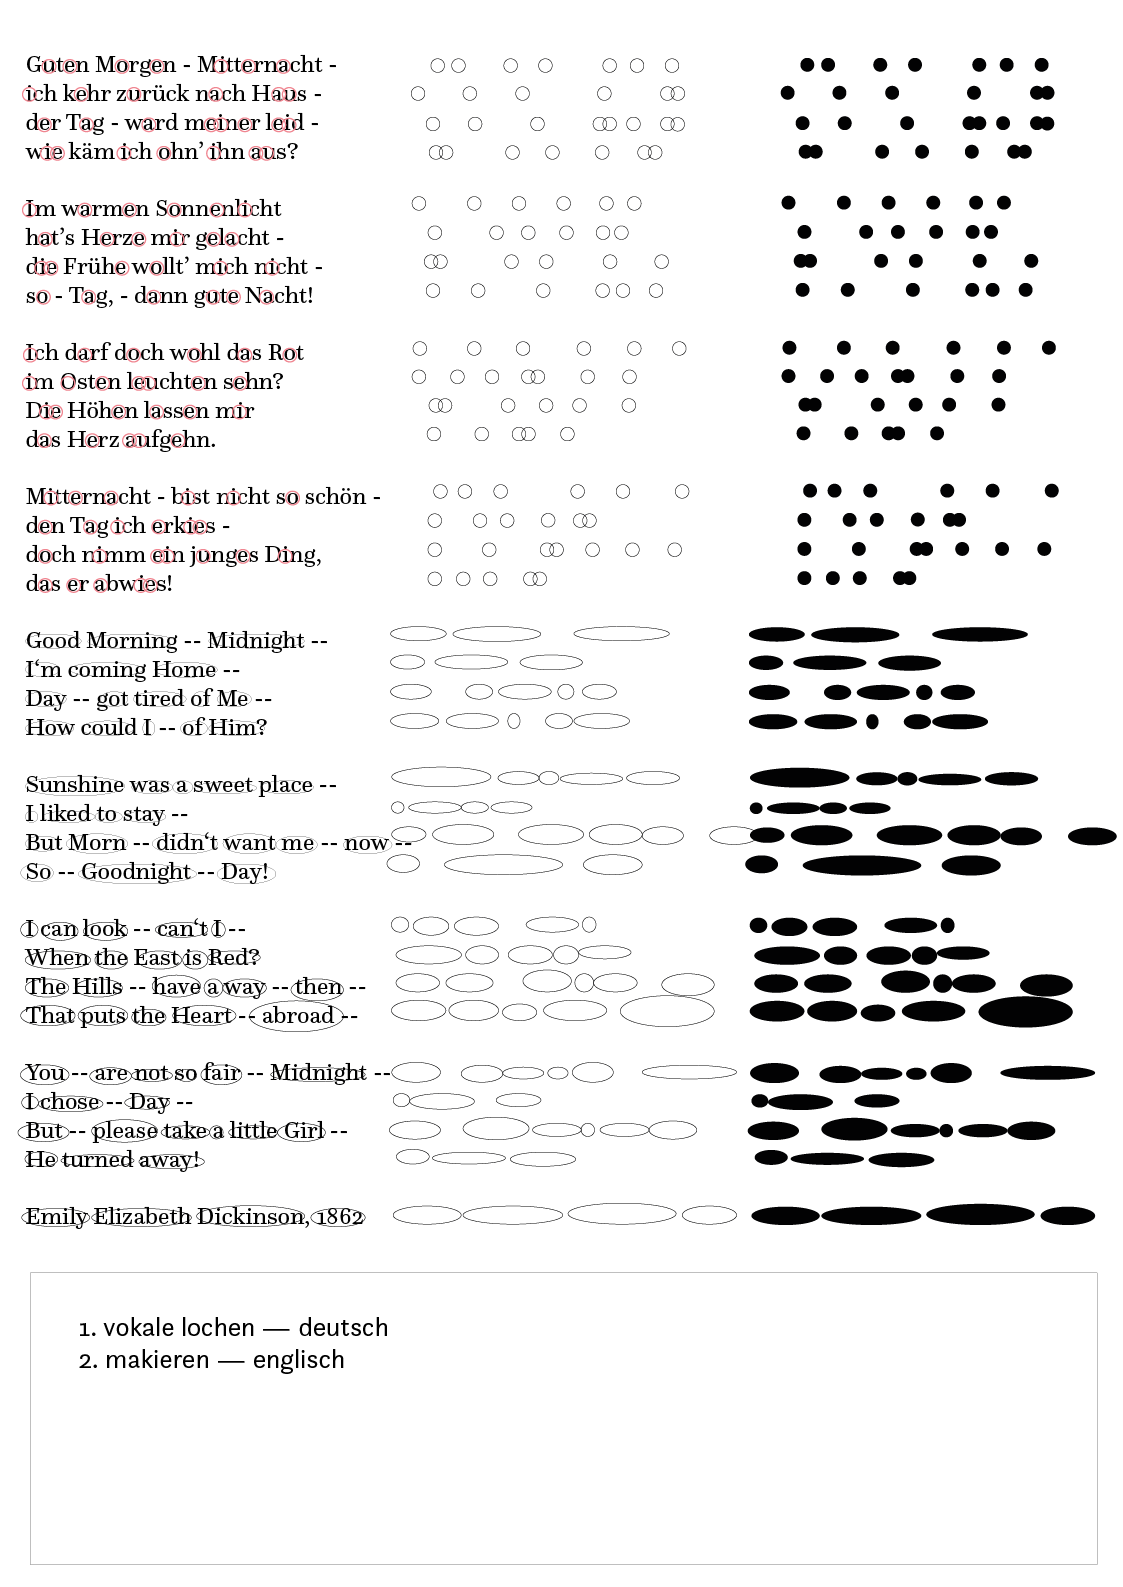 Guten Morgen - Mitternacht -
ich kehr zurück nach Haus -
der Tag - ward meiner leid -
wie käm ich ohn’ ihn aus?
Im warmen Sonnenlicht
hat’s Herze mir gelacht -
die Frühe wollt’ mich nicht -
so - Tag, - dann gute Nacht!
Ich darf doch wohl das Rot
im Osten leuchten sehn?
Die Höhen lassen mir
das Herz aufgehn.
Mitternacht - bist nicht so schön -
den Tag ich erkies -
doch nimm ein junges Ding,
das er abwies!
Good Morning -- Midnight --
I‘m coming Home --
Day -- got tired of Me --
How could I -- of Him?
Sunshine was a sweet place --
I liked to stay --
But Morn -- didn‘t want me -- now --
So -- Goodnight -- Day!
I can look -- can‘t I --
When the East is Red?
The Hills -- have a way -- then --
That puts the Heart -- abroad --
You -- are not so fair -- Midnight --
I chose -- Day --
But -- please take a little Girl --
He turned away!
Emily Elizabeth Dickinson, 1862
1. vokale lochen — deutsch
2. makieren — englisch